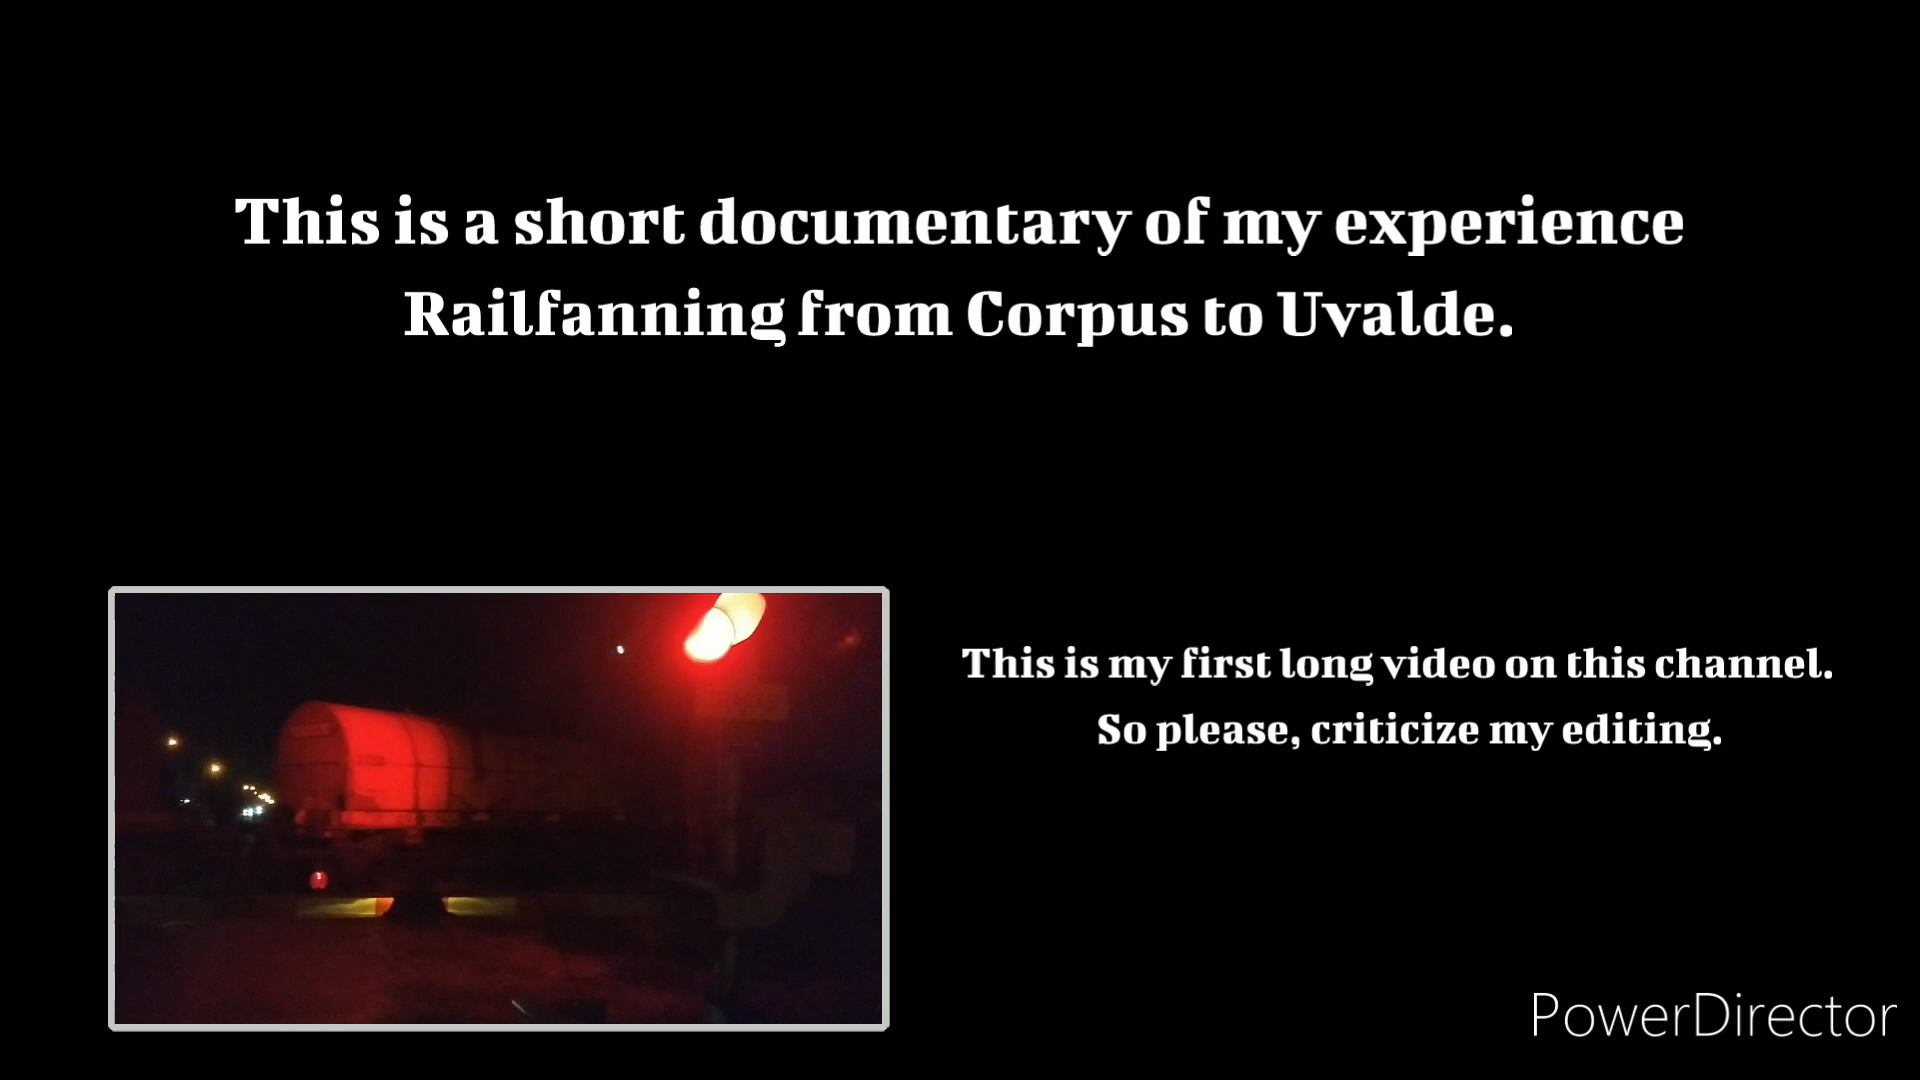 This is a short documentary of my experience
Railfanning from Corpus to Uvalde.
This is my first long video on this channel.
So please, criticize my editing.
PowerDirector